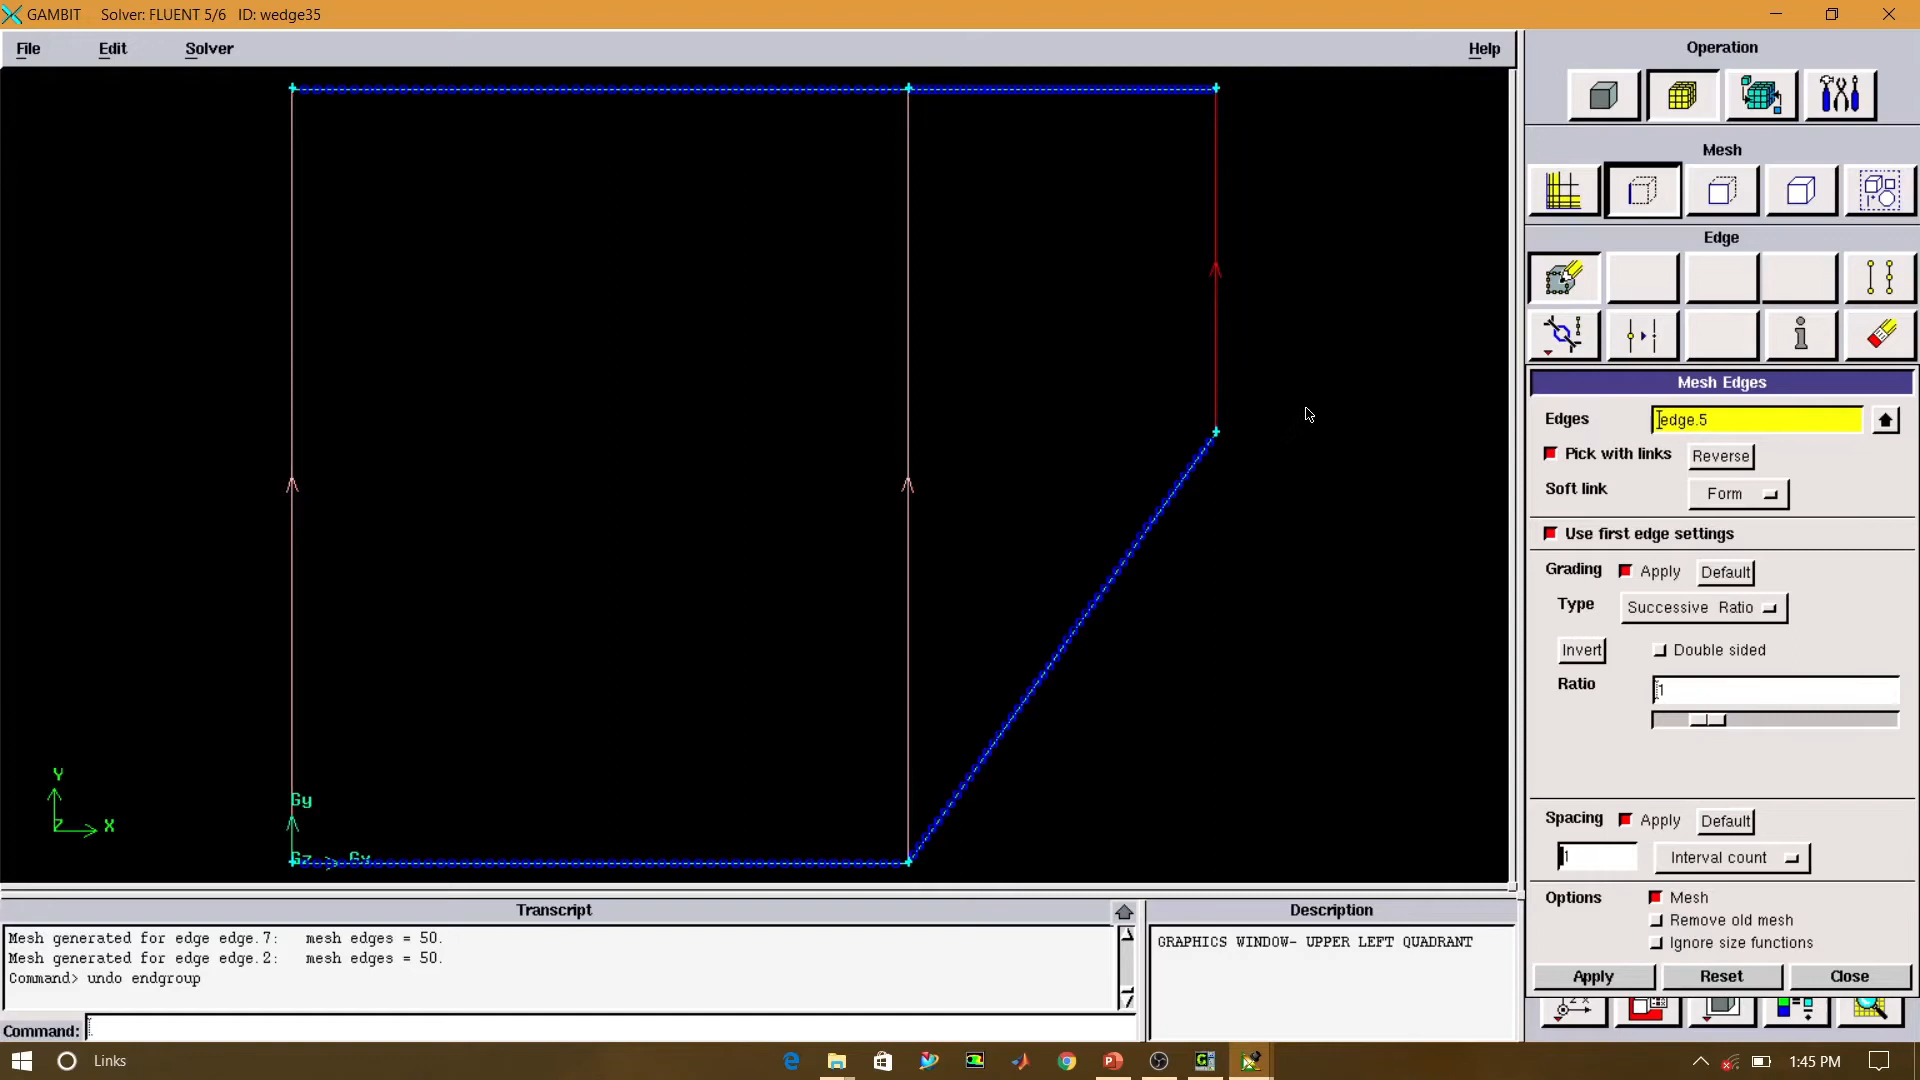 GAMBIT Solver: FLUENT 5/6 ID: wedge35
File Edit Solver Help
Operation
Mesh
Edge
Mesh Edges
Edges edge.5
Pick with links Reverse
Soft link Form
Use first edge settings
Grading Apply Default
Type Successive Ratio
Invert Double sided
Ratio 1
Spacing Apply Default
1 Interval count
Options Mesh
Remove old mesh
Ignore size functions
Apply Reset Close
Gy
Gz Gx
Y
Z X
Transcript
Mesh generated for edge edge.7: mesh edges = 50.
Mesh generated for edge edge.2: mesh edges = 50.
Command> undo endgroup
Command:
Description
GRAPHICS WINDOW- UPPER LEFT QUADRANT
Links
1:45 PM